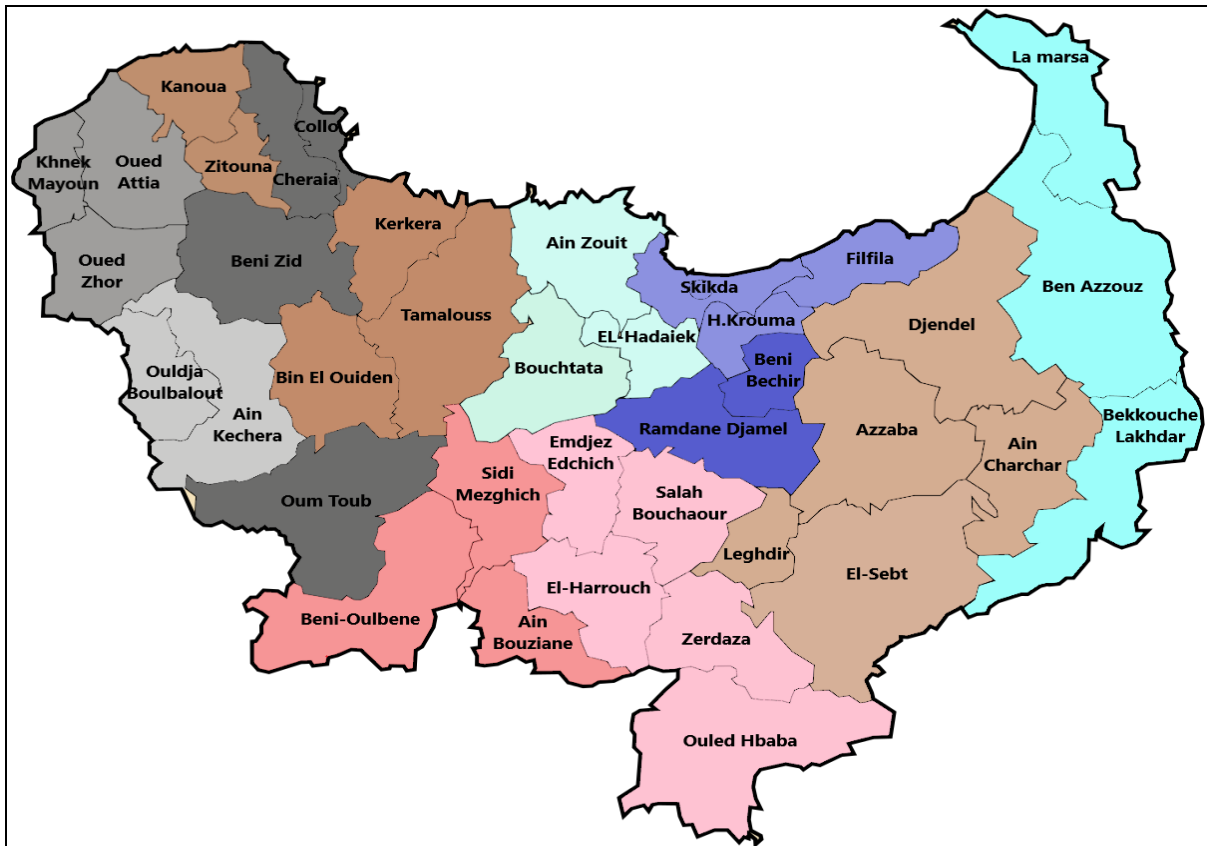 La marsa
Kanoua
Collo
Khnek
Mayoun
Oued
Attia
Zitouna
Cheraia
Kerkera
Ain Zouit
Oued
Zhor
Beni Zid
Skikda
Filfila
Ben Azzouz
Tamalouss
H.Krouma
Djendel
EL-Hadaiek
Bouchtata
Beni
Bechir
Ouldja
Boulbalout
Bin El Ouiden
Ain
Kechera
Bekkouche
Lakhdar
Ramdane Djamel
Azzaba
Ain
Charchar
Emdjez
Edchich
Sidi
Mezghich
Oum Toub
Salah
Bouchaour
Leghdir
El-Sebt
El-Harrouch
Beni-Oulbene
Ain
Bouziane
Zerdaza
Ouled Hbaba